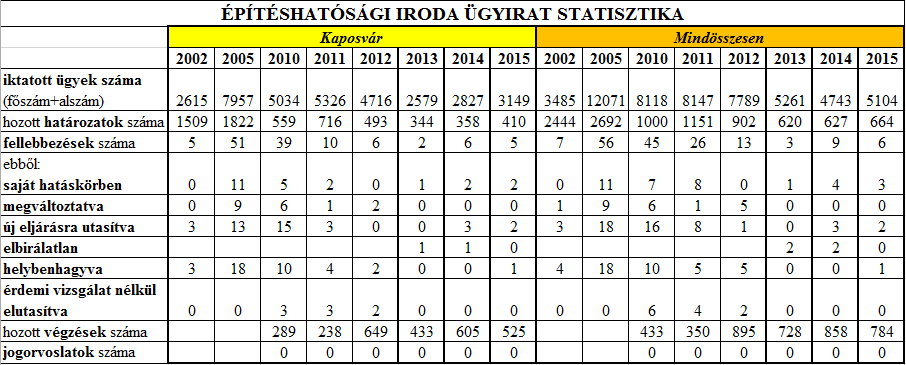 ÉPÍTÉSHATÓSÁGI IRODA ÜGYIRAT STATISZTIKA
Kaposvár Mindösszesen
2002 2005 2010 2011 2012 2013 2014 2015 2002 2005 2010 2011 2012 2013 2014 2015
iktatott ügyek száma
(főszám+alszám) 2615 7957 5034 5326 4716 2579 2827 3149 3485 12071 8118 8147 7789 5261 4743 5104
hozott határozatok száma 1509 1822 559 716 493 344 358 410 2444 2692 1000 1151 902 620 627 664
fellebbezések száma 5 51 39 10 6 2 6 5 7 56 45 26 13 3 9 6
ebből:
saját hatáskörben 0 11 5 2 0 1 2 2 0 11 7 8 0 1 4 3
megváltoztatva 0 9 6 1 2 0 0 0 1 9 6 1 5 0 0 0
új eljárásra utasítva 3 13 15 3 0 0 3 2 3 18 16 8 1 0 3 2
elbirálatlan 1 1 0 2 2 0
helybenhagyva 3 18 10 4 2 0 0 1 4 18 10 5 5 0 0 1
érdemi vizsgálat nélkül
elutasítva 0 0 3 3 2 0 0 0 0 0 6 4 2 0 0 0
hozott végzések száma 289 238 649 433 605 525 433 350 895 728 858 784
jogorvoslatok száma 0 0 0 0 0 0 0 0 0 0 0 0